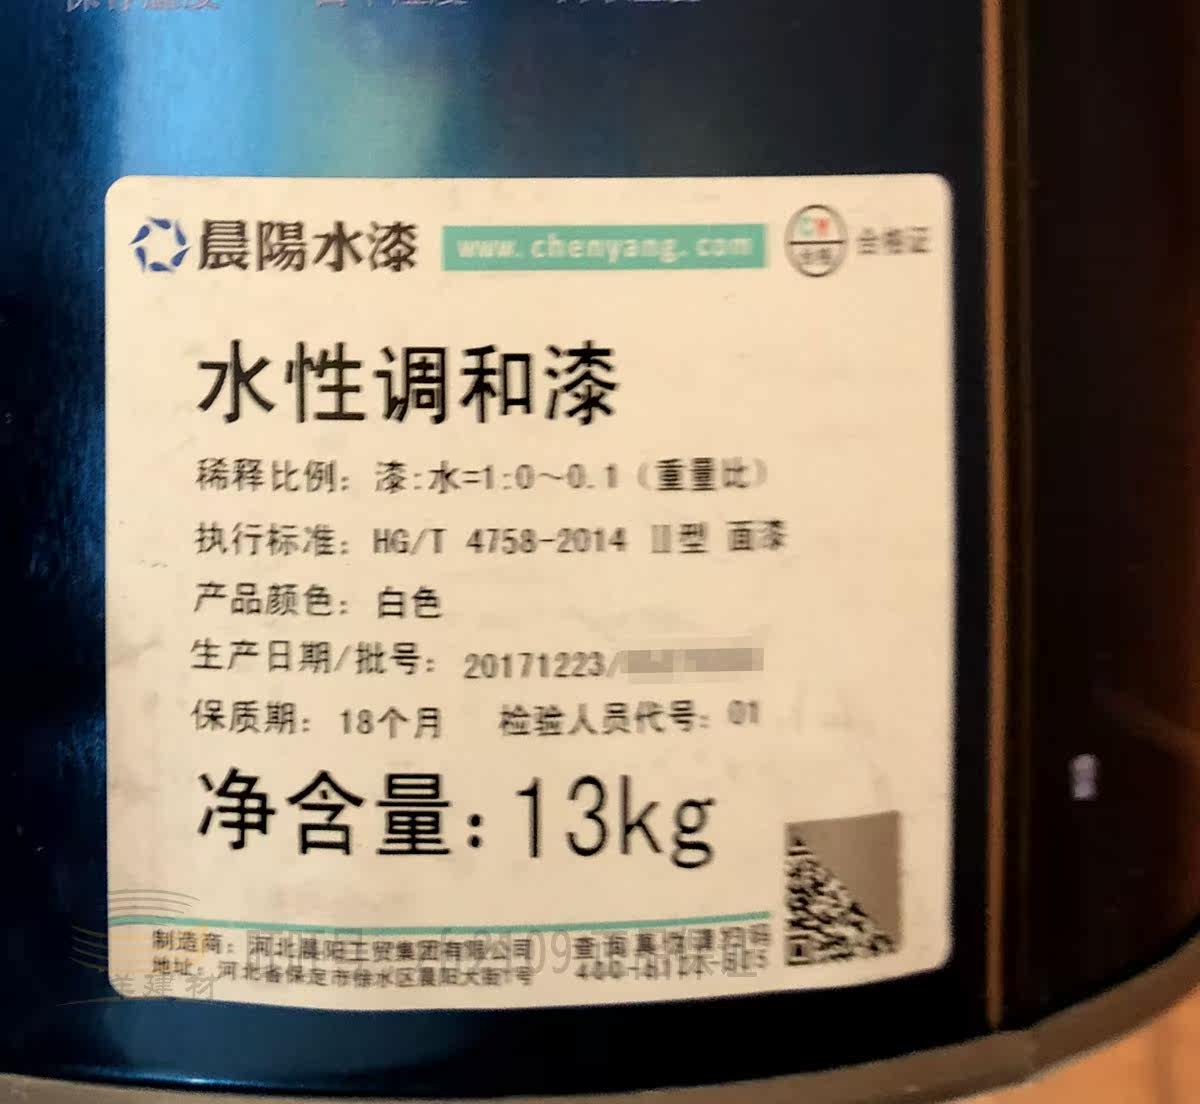 晨陽水漆 www.chenyang.com 合格证
水性调和漆
稀释比例：漆:水=1:0～0.1（重量比）
执行标准：HG/T 4758-2014 Ⅱ型 面漆
产品颜色：白色
生产日期/批号：20171223/
保质期：18个月 检验人员代号：01
净含量：13kg
制造商：河北晨阳工贸集团有限公司
地址：河北省保定市徐水区晨阳大街1号
建材